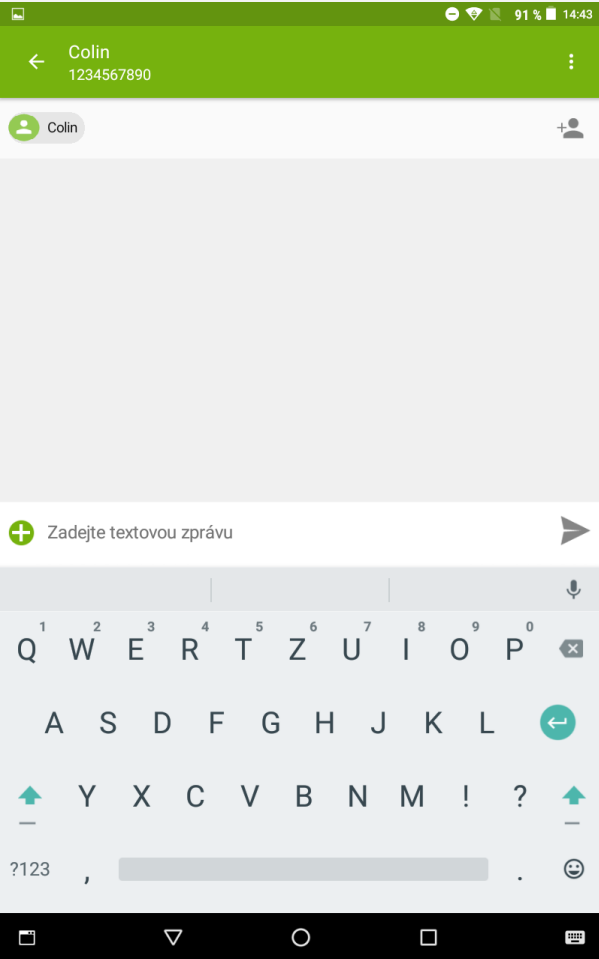 91 % 14:43
Colin
1234567890
Colin
Zadejte textovou zprávu
1 2 3 4 5 6 7 8 9 0
Q W E R T Z U I O P
A S D F G H J K L
Y X C V B N M ! ?
?123 , .